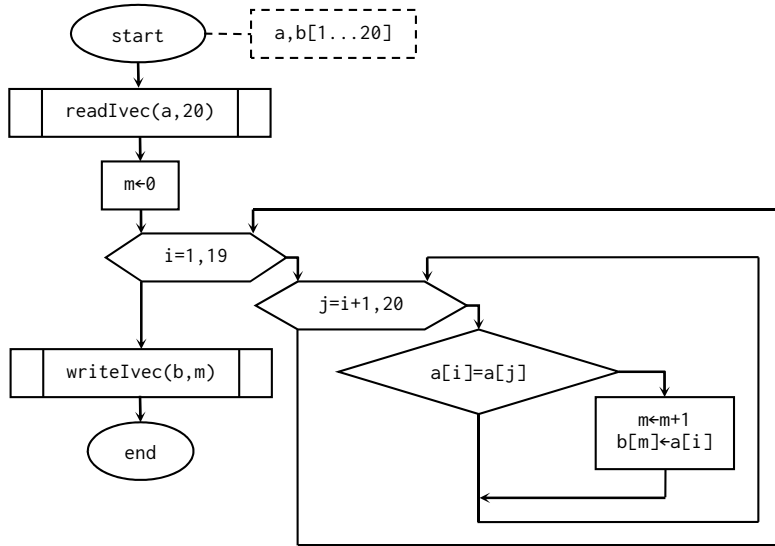 start
a,b[1...20]
readIvec(a,20)
m←0
i=1,19
j=i+1,20
writeIvec(b,m)
a[i]=a[j]
m←m+1
b[m]←a[i]
end